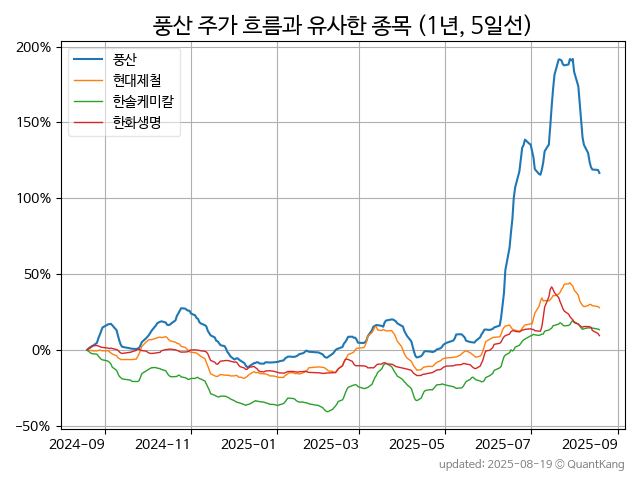 풍산 주가 흐름과 유사한 종목 (1년, 5일선)
풍산
현대제철
한솔케미칼
한화생명
200%
150%
100%
50%
0%
−50%
2024-09
2024-11
2025-01
2025-03
2025-05
2025-07
2025-09
updated: 2025-08-19 © QuantKang